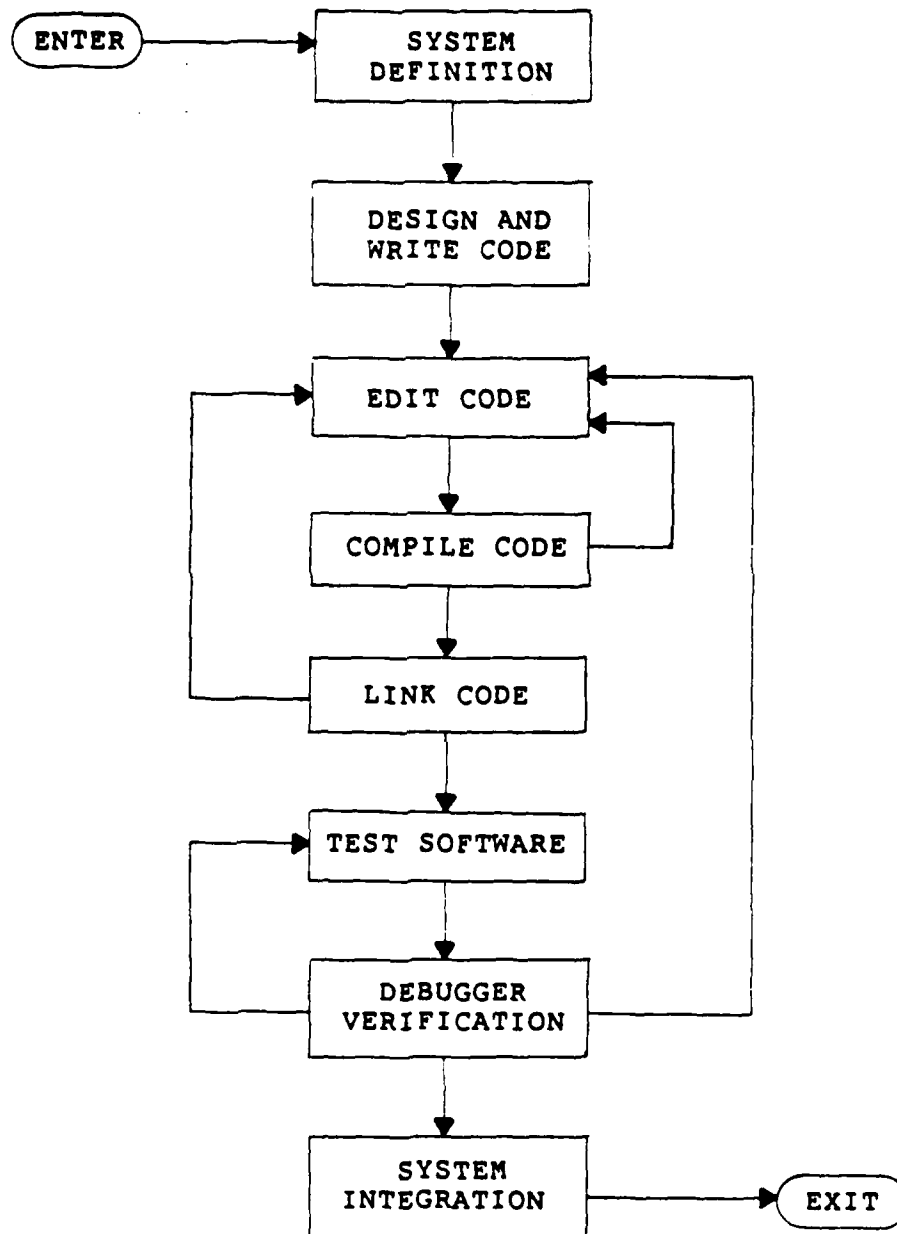 ENTER
SYSTEM
DEFINITION
DESIGN AND
WRITE CODE
EDIT CODE
COMPILE CODE
LINK CODE
TEST SOFTWARE
DEBUGGER
VERIFICATION
SYSTEM
INTEGRATION
EXIT